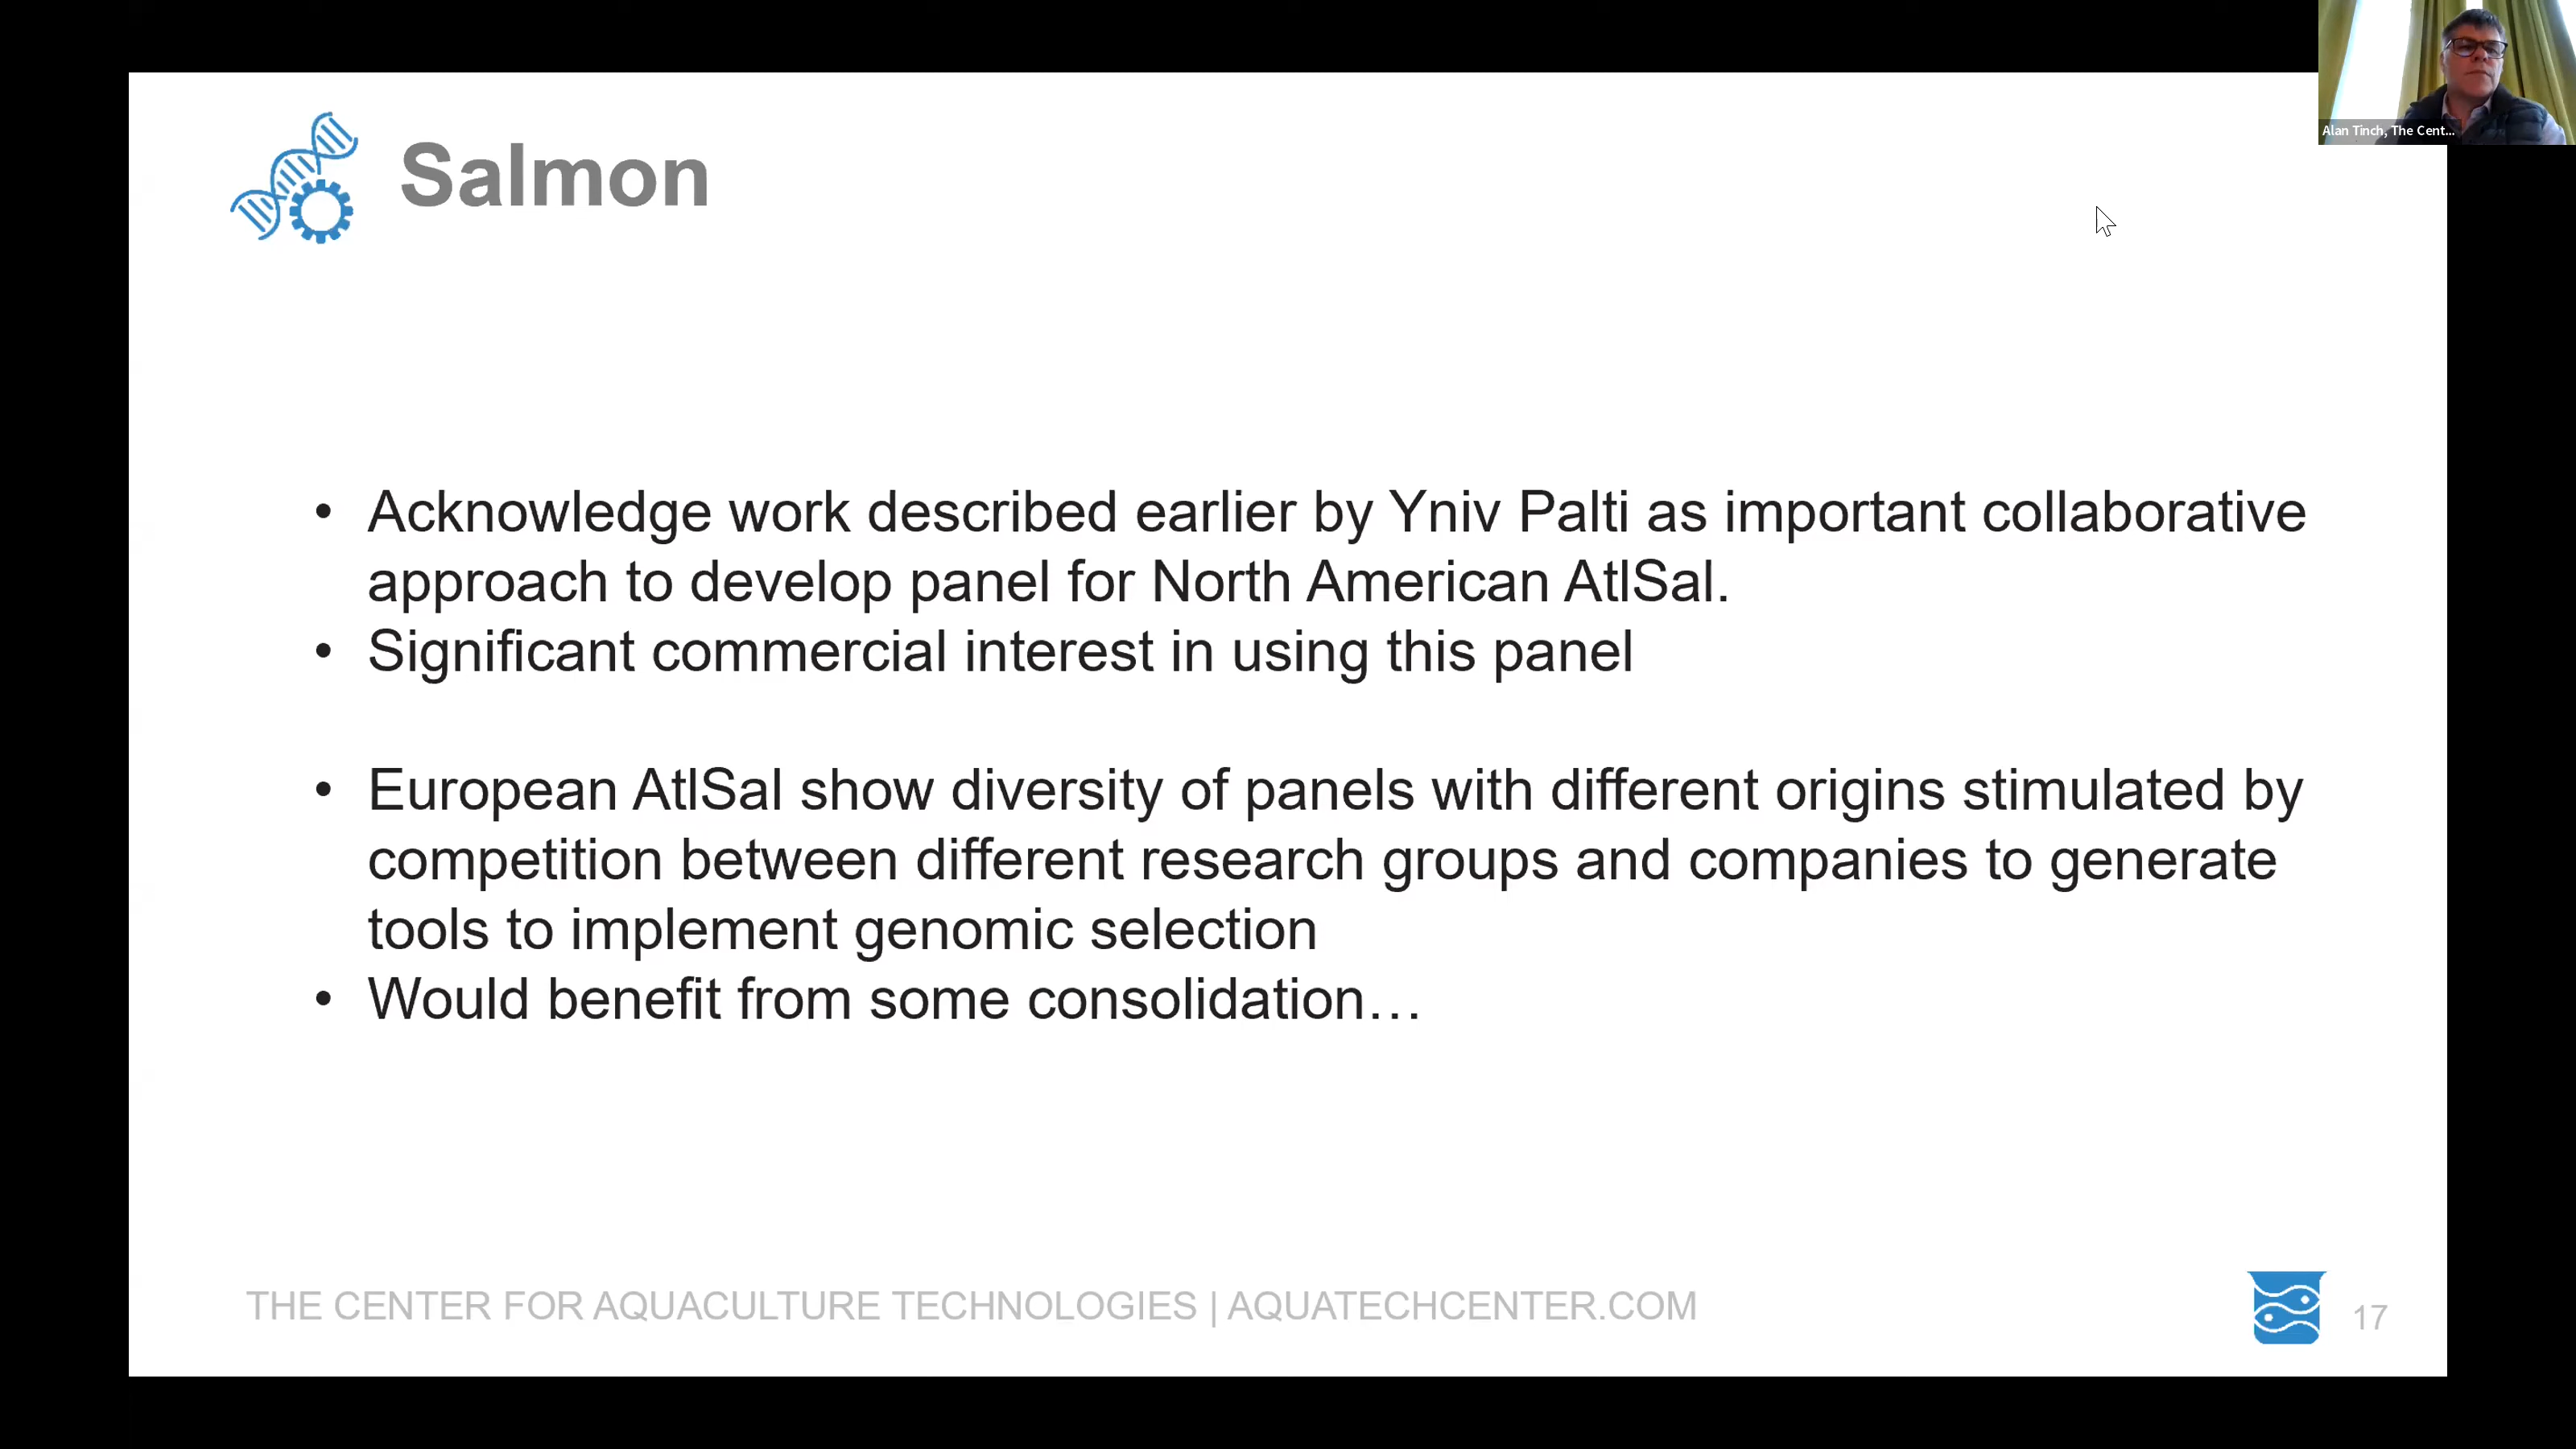 Alan Tinch, The Cent...
Salmon
• Acknowledge work described earlier by Yniv Palti as important collaborative
approach to develop panel for North American AtlSal.
• Significant commercial interest in using this panel
• European AtlSal show diversity of panels with different origins stimulated by
competition between different research groups and companies to generate
tools to implement genomic selection
• Would benefit from some consolidation…
THE CENTER FOR AQUACULTURE TECHNOLOGIES | AQUATECHCENTER.COM
17